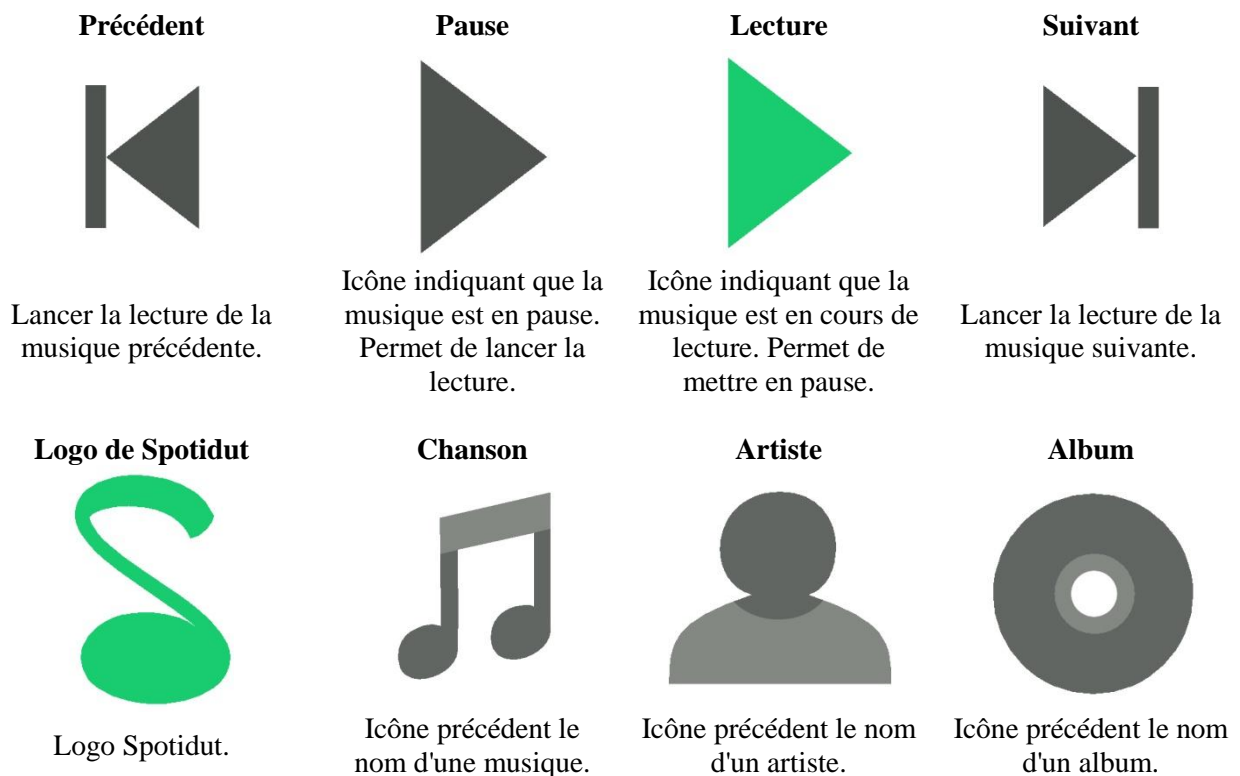 Précédent
Pause
Lecture
Suivant
Lancer la lecture de la
musique précédente.
Icône indiquant que la
musique est en pause.
Permet de lancer la
lecture.
Icône indiquant que la
musique est en cours de
lecture. Permet de
mettre en pause.
Lancer la lecture de la
musique suivante.
Logo de Spotidut
Chanson
Artiste
Album
Logo Spotidut.
Icône précédent le
nom d'une musique.
Icône précédent le nom
d'un artiste.
Icône précédent le nom
d'un album.